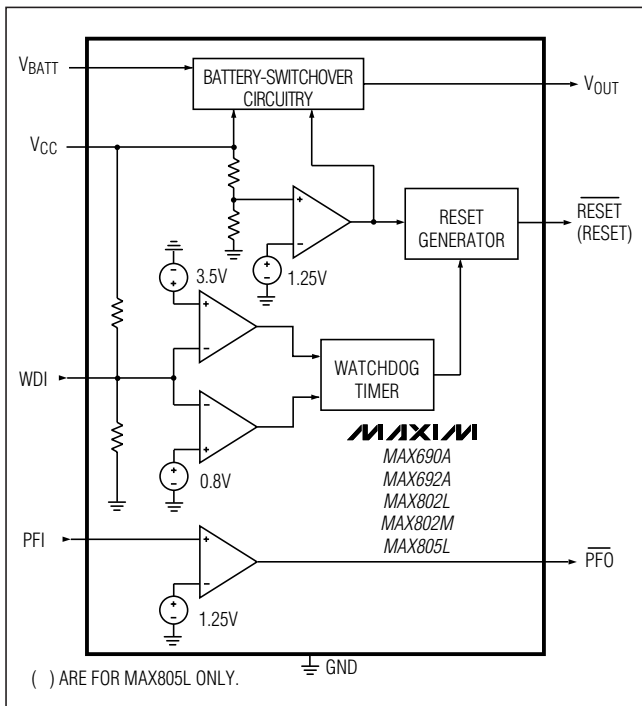 VBATT
BATTERY-SWITCHOVER
CIRCUITRY
VOUT
VCC
+
−
1.25V
RESET
GENERATOR
RESET
(RESET)
−
+
3.5V
+
−
+
−
WDI
WATCHDOG
TIMER
−
+
+
−
0.8V
MAXIM
MAX690A
MAX692A
MAX802L
MAX802M
MAX805L
PFI
+
−
PFO
+
−
1.25V
GND
( ) ARE FOR MAX805L ONLY.